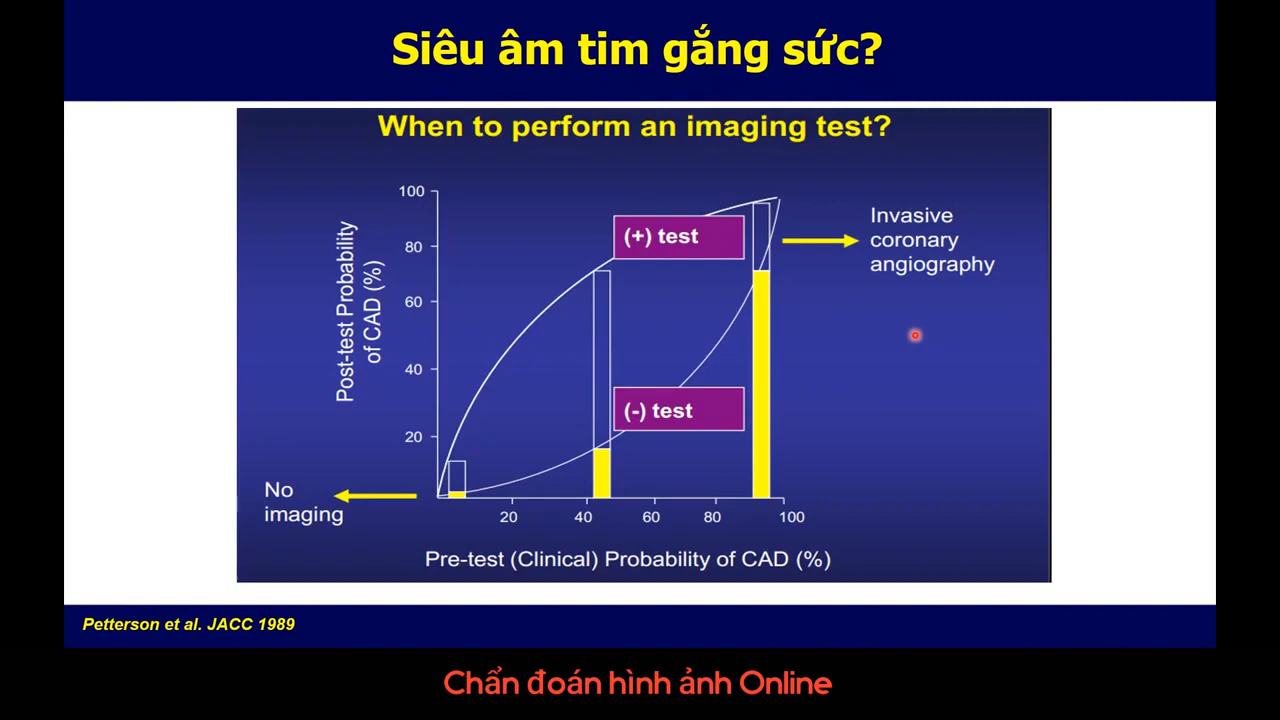 Siêu âm tim gắng sức?
When to perform an imaging test?
100
80
60
40
20
Post-test Probability
of CAD (%)
(+) test
(-) test
Invasive
coronary
angiography
No
imaging
20 40 60 80 100
Pre-test (Clinical) Probability of CAD (%)
Petterson et al. JACC 1989
Chẩn đoán hình ảnh Online